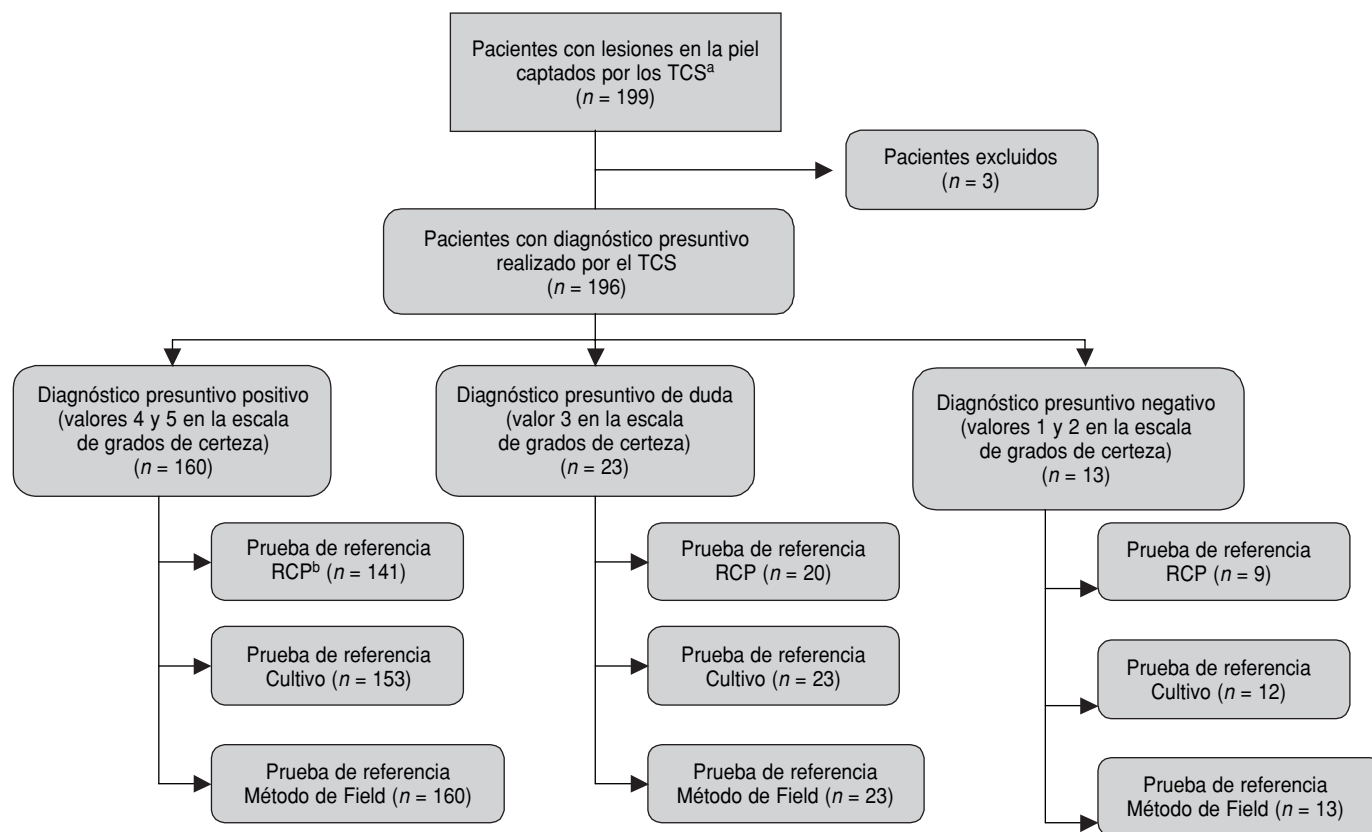 Pacientes con lesiones en la piel
captados por los TCSª
(n = 199)
Pacientes excluidos
(n = 3)
Pacientes con diagnóstico presuntivo
realizado por el TCS
(n = 196)
Diagnóstico presuntivo positivo
(valores 4 y 5 en la escala
de grados de certeza)
(n = 160)
Diagnóstico presuntivo de duda
(valor 3 en la escala
de grados de certeza)
(n = 23)
Diagnóstico presuntivo negativo
(valores 1 y 2 en la escala
de grados de certeza)
(n = 13)
Prueba de referencia
RCPᵇ (n = 141)
Prueba de referencia
Cultivo (n = 153)
Prueba de referencia
Método de Field (n = 160)
Prueba de referencia
RCP (n = 20)
Prueba de referencia
Cultivo (n = 23)
Prueba de referencia
Método de Field (n = 23)
Prueba de referencia
RCP (n = 9)
Prueba de referencia
Cultivo (n = 12)
Prueba de referencia
Método de Field (n = 13)